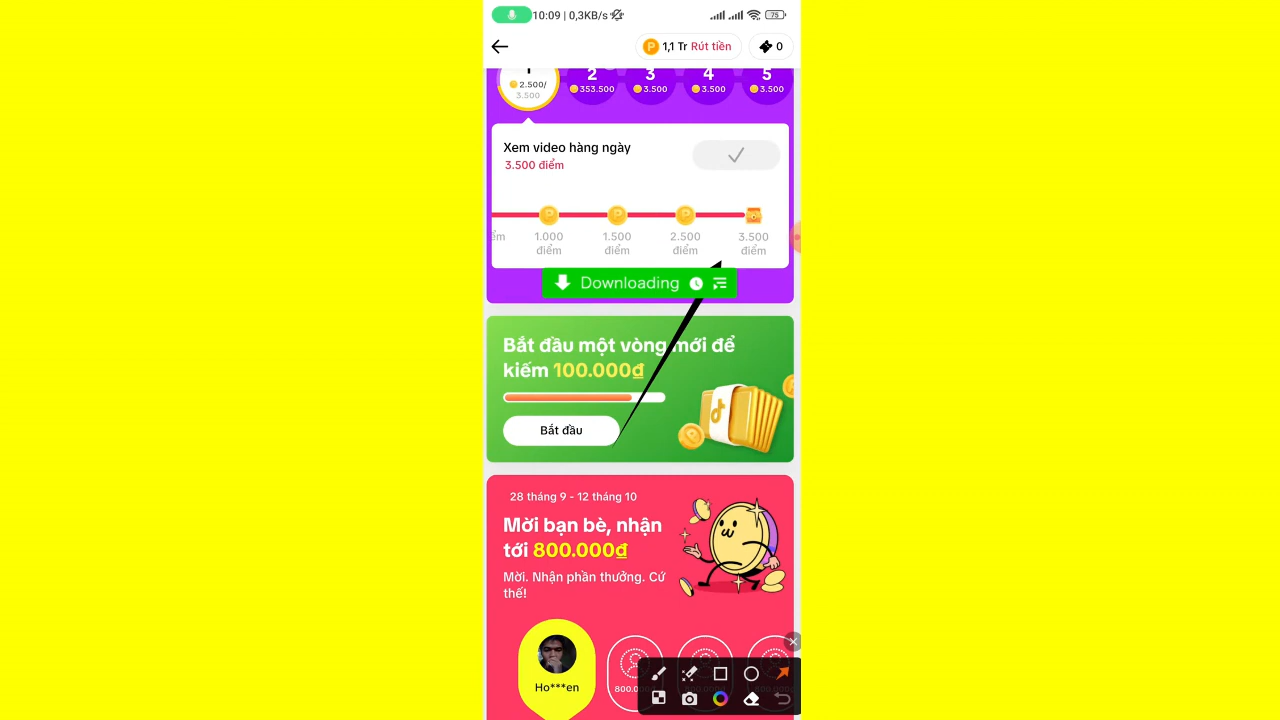 10:09 | 0,3KB/s
75
1,1 Tr Rút tiền
0
2 3 4 5
2.500/
3.500
353.500 3.500 3.500 3.500
Xem video hàng ngày
3.500 điểm
1.000 1.500 2.500 3.500
điểm điểm điểm điểm
Downloading
Bắt đầu một vòng mới để
kiếm 100.000₫
Bắt đầu
28 tháng 9 - 12 tháng 10
Mời bạn bè, nhận
tới 800.000₫
Mời. Nhận phần thưởng. Cứ
thế!
Ho***en